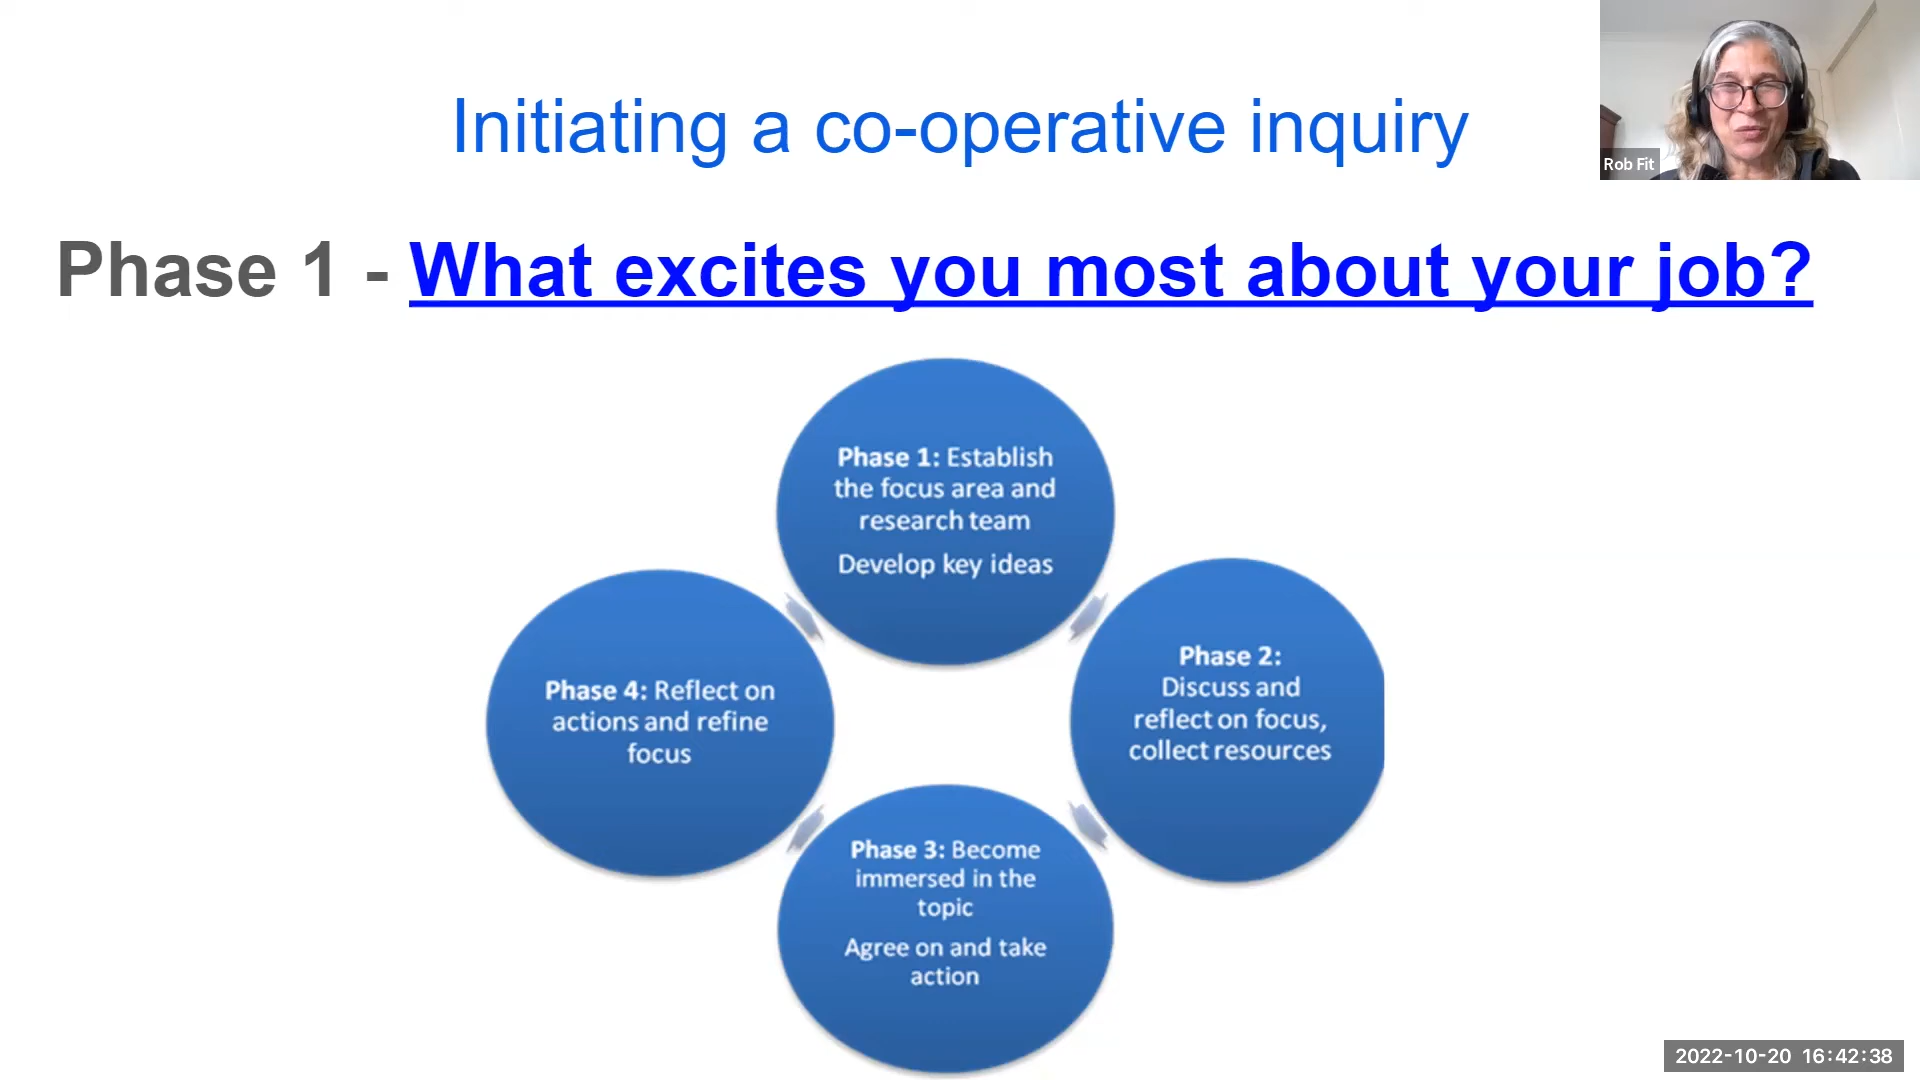 Initiating a co-operative inquiry
Rob Fit
Phase 1 - What excites you most about your job?
Phase 1: Establish
the focus area and
research team
Develop key ideas
Phase 2:
Discuss and
reflect on focus,
collect resources
Phase 3: Become
immersed in the
topic
Agree on and take
action
Phase 4: Reflect on
actions and refine
focus
2022-10-20 16:42:38